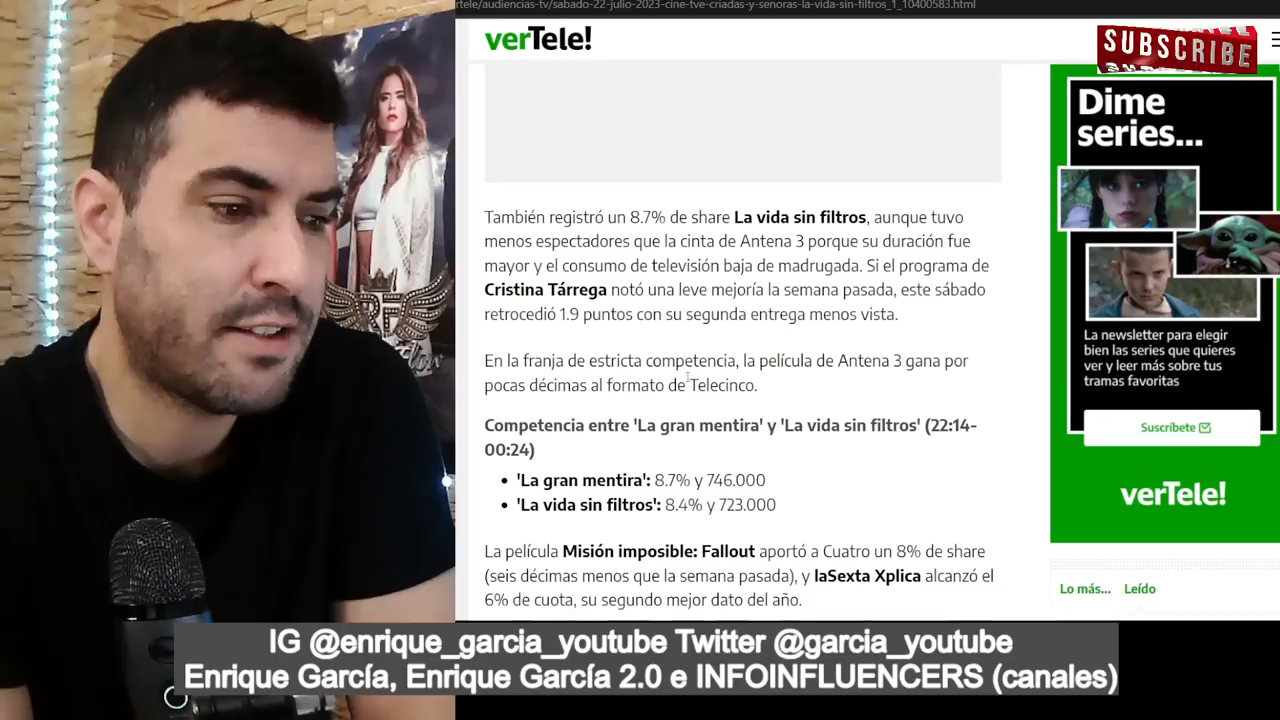 rtele/audiencias-tv/sabado-22-julio-2023-cine-tve-criadas-y-senoras-la-vida-sin-filtros_1_10400583.html
verTele!
SUBSCRIBE
También registró un 8.7% de share La vida sin filtros, aunque tuvo
menos espectadores que la cinta de Antena 3 porque su duración fue
mayor y el consumo de televisión baja de madrugada. Si el programa de
Cristina Tárrega notó una leve mejoría la semana pasada, este sábado
retrocedió 1.9 puntos con su segunda entrega menos vista.
En la franja de estricta competencia, la película de Antena 3 gana por
pocas décimas al formato de Telecinco.
Competencia entre 'La gran mentira' y 'La vida sin filtros' (22:14-
00:24)
• 'La gran mentira': 8.7% y 746.000
• 'La vida sin filtros': 8.4% y 723.000
La película Misión imposible: Fallout aportó a Cuatro un 8% de share
(seis décimas menos que la semana pasada), y laSexta Xplica alcanzó el
6% de cuota, su segundo mejor dato del año.
Dime
series...
La newsletter para elegir
bien las series que quieres
ver y leer más sobre tus
tramas favoritas
Suscríbete
verTele!
Lo más... Leído
IG @enrique_garcia_youtube Twitter @garcia_youtube
Enrique García, Enrique García 2.0 e INFOINFLUENCERS (canales)